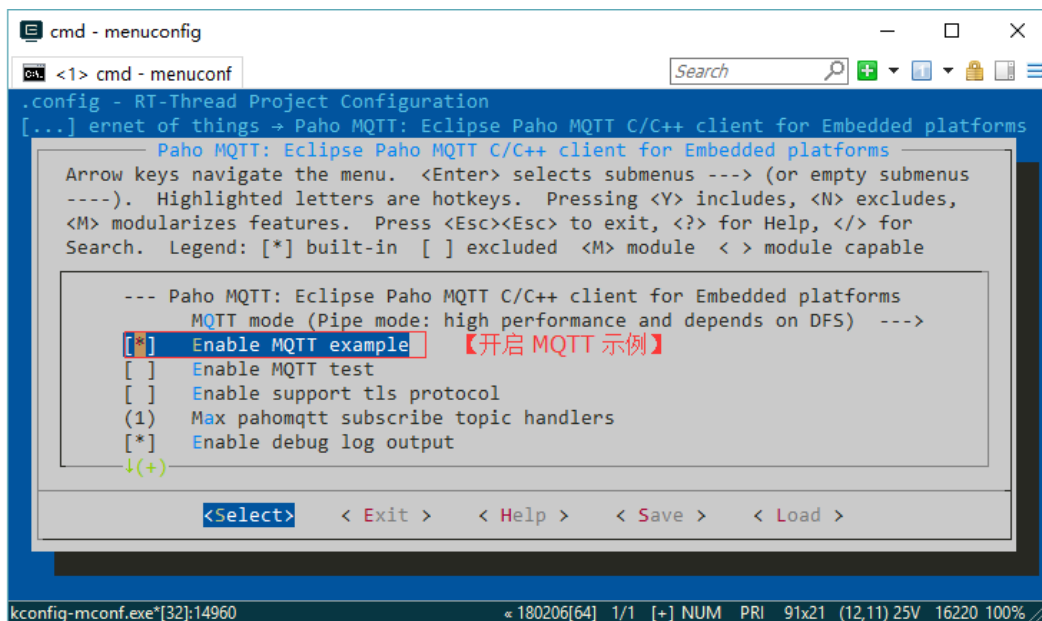 cmd - menuconfig
<1> cmd - menuconf
Search
.config - RT-Thread Project Configuration
[...] ernet of things → Paho MQTT: Eclipse Paho MQTT C/C++ client for Embedded platforms
Paho MQTT: Eclipse Paho MQTT C/C++ client for Embedded platforms
Arrow keys navigate the menu.  <Enter> selects submenus ---> (or empty submenus
----).  Highlighted letters are hotkeys.  Pressing <Y> includes, <N> excludes,
<M> modularizes features.  Press <Esc><Esc> to exit, <?> for Help, </> for
Search.  Legend: [*] built-in  [ ] excluded  <M> module  < > module capable
--- Paho MQTT: Eclipse Paho MQTT C/C++ client for Embedded platforms
MQTT mode (Pipe mode: high performance and depends on DFS)  --->
[*]   Enable MQTT example 【开启 MQTT 示例】
[ ]   Enable MQTT test
[ ]   Enable support tls protocol
(1)   Max pahomqtt subscribe topic handlers
[*]   Enable debug log output
↓(+)
<Select>    < Exit >    < Help >    < Save >    < Load >
kconfig-mconf.exe*[32]:14960 « 180206[64] 1/1 [+] NUM PRI 91x21 (12,11) 25V 16220 100%